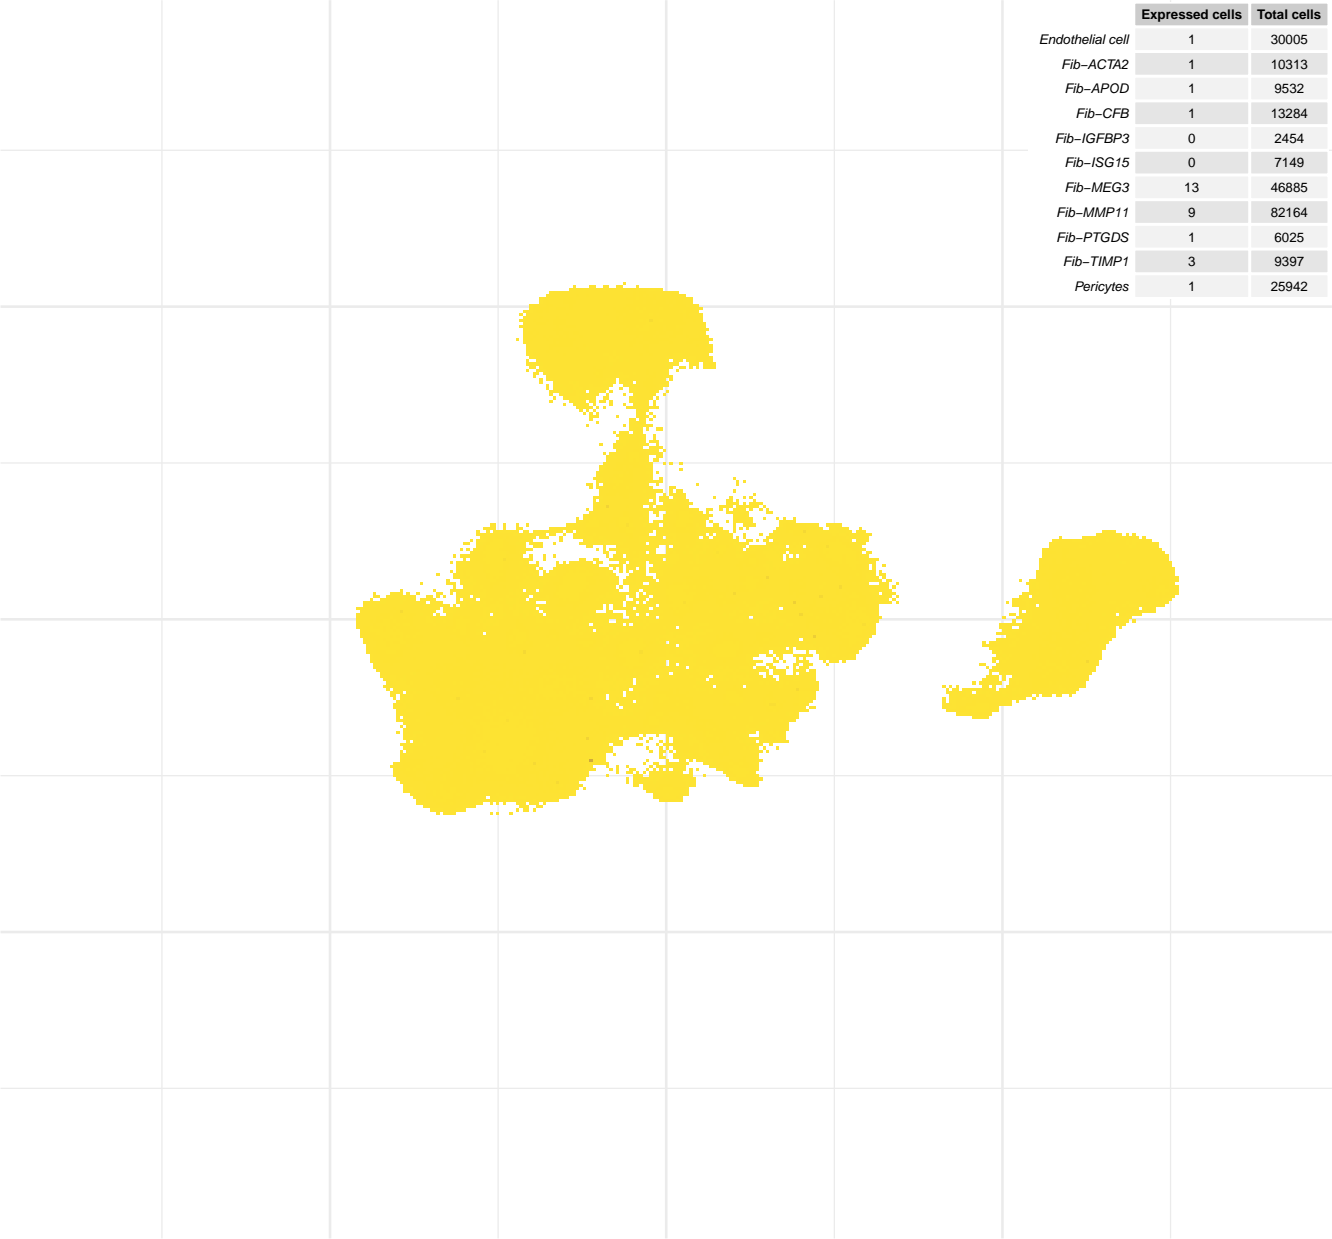 Expressed cells Total cells
Endothelial cell 1 30005
Fib−ACTA2 1 10313
Fib−APOD 1 9532
Fib−CFB 1 13284
Fib−IGFBP3 0 2454
Fib−ISG15 0 7149
Fib−MEG3 13 46885
Fib−MMP11 9 82164
Fib−PTGDS 1 6025
Fib−TIMP1 3 9397
Pericytes 1 25942